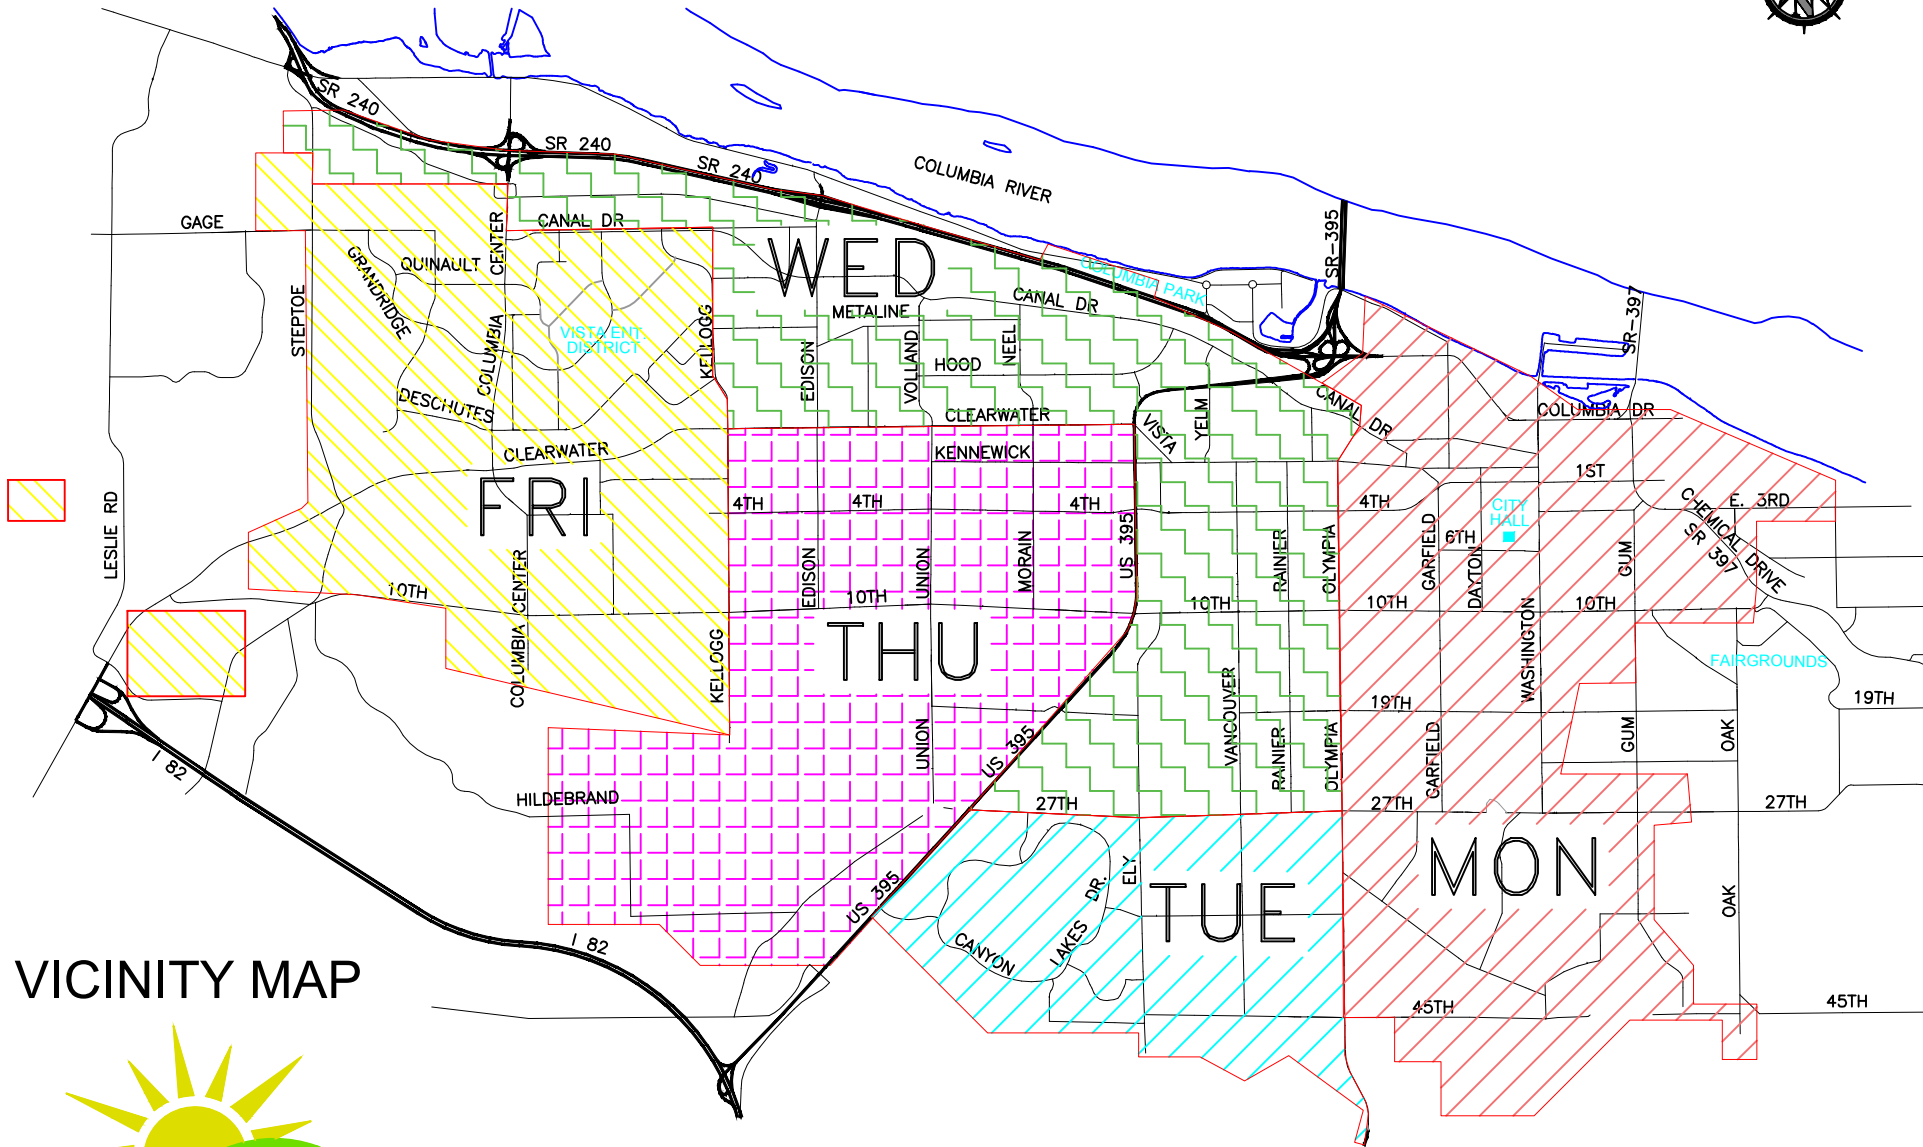 SR 240
SR 240
SR 240
COLUMBIA RIVER
SR-395
GAGE
CENTER
CANAL DR
WED
COLUMBIA PARK
QUINAULT
GRANDRIDGE
STEPTOE
COLUMBIA
VISTA ENT.
DISTRICT
KELLOGG
METALINE
CANAL DR
SR-397
EDISON
VOLLAND
NEEL
HOOD
DESCHUTES
CLEARWATER
VISTA
YELM
CANAL DR
COLUMBIA DR
CLEARWATER
KENNEWICK
1ST
FRI
4TH
4TH
4TH
4TH
CITY
HALL
CHEMICAL DRIVE
SR 397
E. 3RD
LESLIE RD
US 395
RAINIER
OLYMPIA
GARFIELD
6TH
DAYTON
GUM
EDISON
UNION
MORAIN
10TH
COLUMBIA CENTER
10TH
10TH
10TH
10TH
WASHINGTON
KELLOGG
THU
FAIRGROUNDS
VANCOUVER
19TH
19TH
UNION
US 395
RAINIER
OLYMPIA
GARFIELD
GUM
OAK
I 82
HILDEBRAND
27TH
27TH
27TH
US 395
ELY
TUE
MON
OAK
CANYON
LAKES
DR.
I 82
45TH
45TH
VICINITY MAP
N